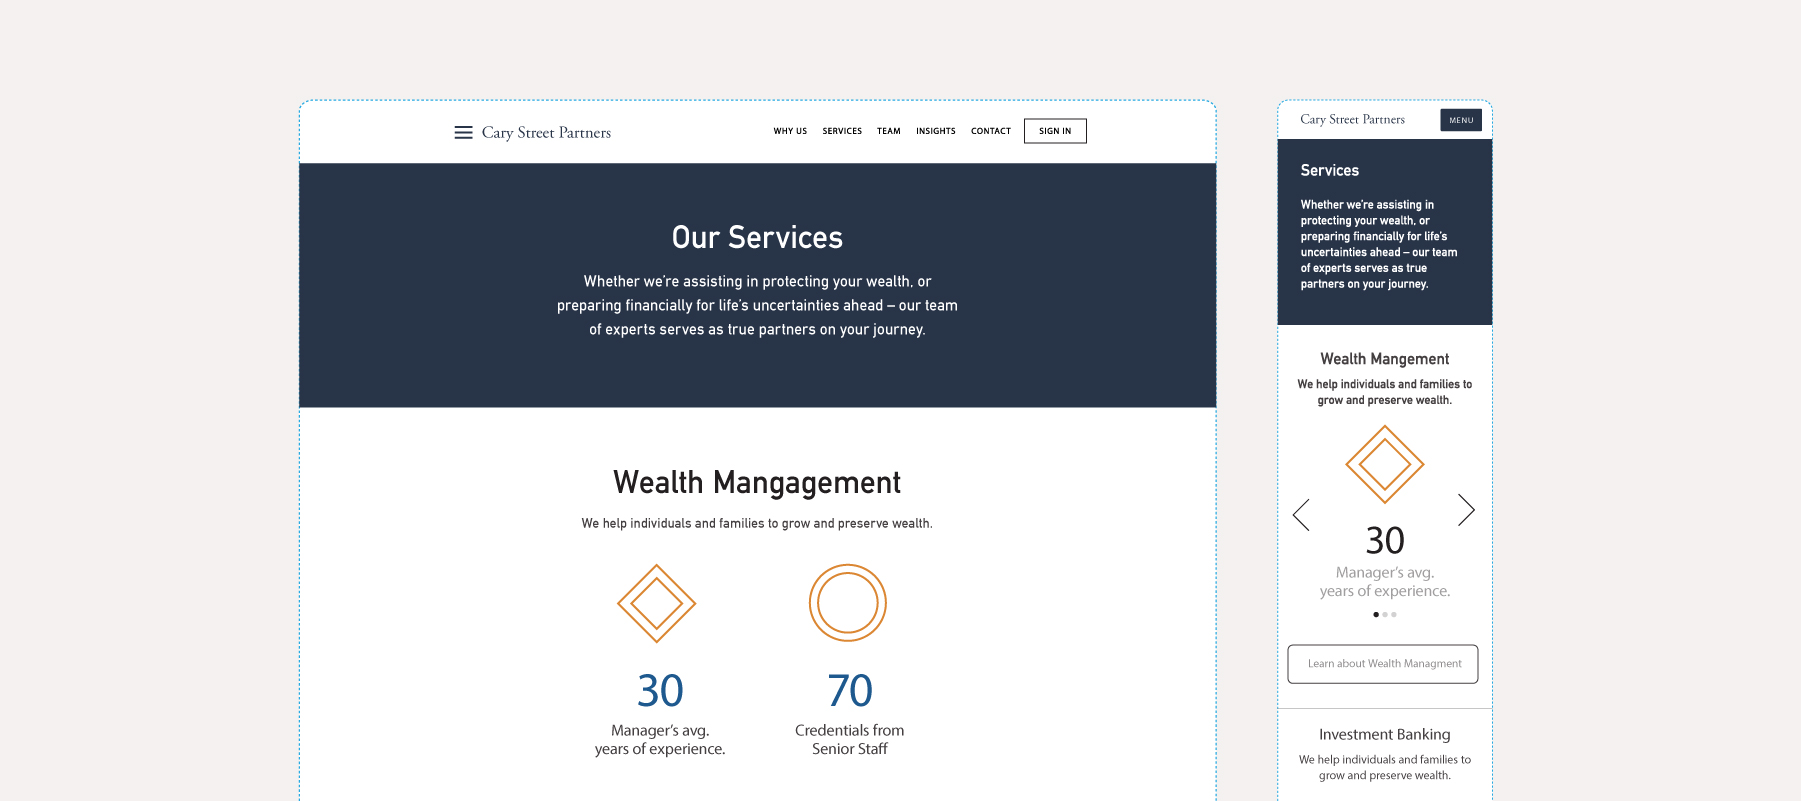 Cary Street Partners
WHY US SERVICES TEAM INSIGHTS CONTACT SIGN IN
Our Services
Whether we're assisting in protecting your wealth, or
preparing financially for life's uncertainties ahead – our team
of experts serves as true partners on your journey.
Wealth Mangagement
We help individuals and families to grow and preserve wealth.
30
Manager's avg.
years of experience.
70
Credentials from
Senior Staff
Cary Street Partners
MENU
Services
Whether we're assisting in
protecting your wealth, or
preparing financially for life's
uncertainties ahead – our team
of experts serves as true
partners on your journey.
Wealth Mangement
We help individuals and families to
grow and preserve wealth.
30
Manager's avg.
years of experience.
Learn about Wealth Managment
Investment Banking
We help individuals and families to
grow and preserve wealth.